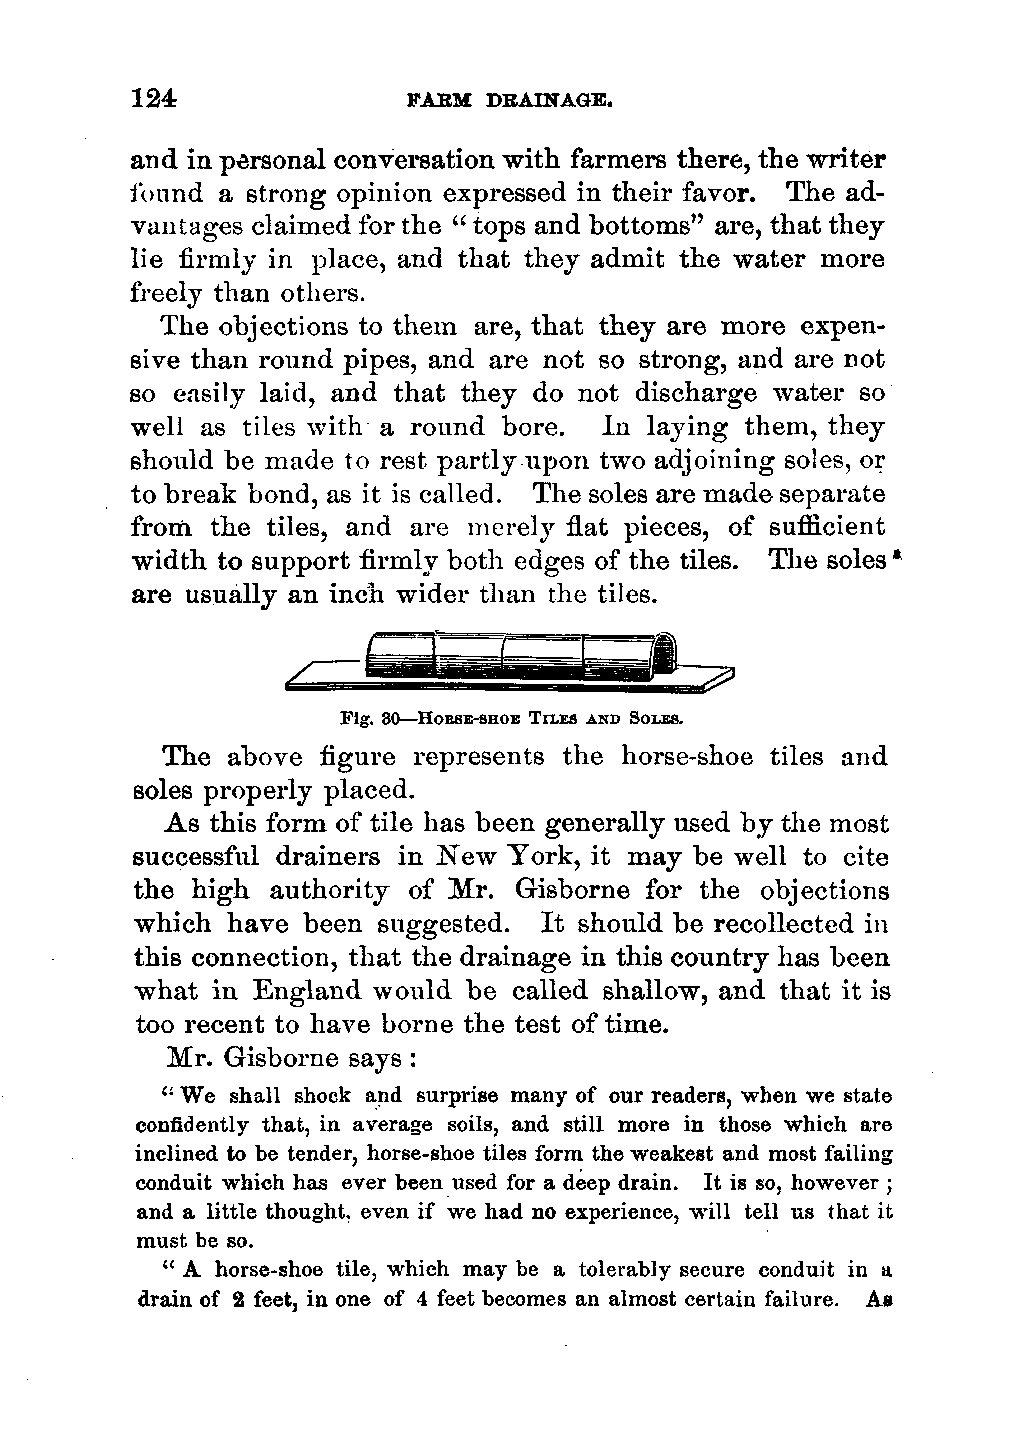 124 FARM DRAINAGE.
and in personal conversation with farmers there, the writer
found a strong opinion expressed in their favor. The ad-
vantages claimed for the “tops and bottoms” are, that they
lie firmly in place, and that they admit the water more
freely than others.
The objections to them are, that they are more expen-
sive than round pipes, and are not so strong, and are not
so easily laid, and that they do not discharge water so
well as tiles with a round bore. In laying them, they
should be made to rest partly upon two adjoining soles, or
to break bond, as it is called. The soles are made separate
from the tiles, and are merely flat pieces, of sufficient
width to support firmly both edges of the tiles. The soles
are usually an inch wider than the tiles.
Fig. 30—Horse-shoe Tiles and Soles.
The above figure represents the horse-shoe tiles and
soles properly placed.
As this form of tile has been generally used by the most
successful drainers in New York, it may be well to cite
the high authority of Mr. Gisborne for the objections
which have been suggested. It should be recollected in
this connection, that the drainage in this country has been
what in England would be called shallow, and that it is
too recent to have borne the test of time.
Mr. Gisborne says:
“We shall shock and surprise many of our readers, when we state
confidently that, in average soils, and still more in those which are
inclined to be tender, horse-shoe tiles form the weakest and most failing
conduit which has ever been used for a deep drain. It is so, however;
and a little thought, even if we had no experience, will tell us that it
must be so.
“A horse-shoe tile, which may be a tolerably secure conduit in a
drain of 2 feet, in one of 4 feet becomes an almost certain failure. As